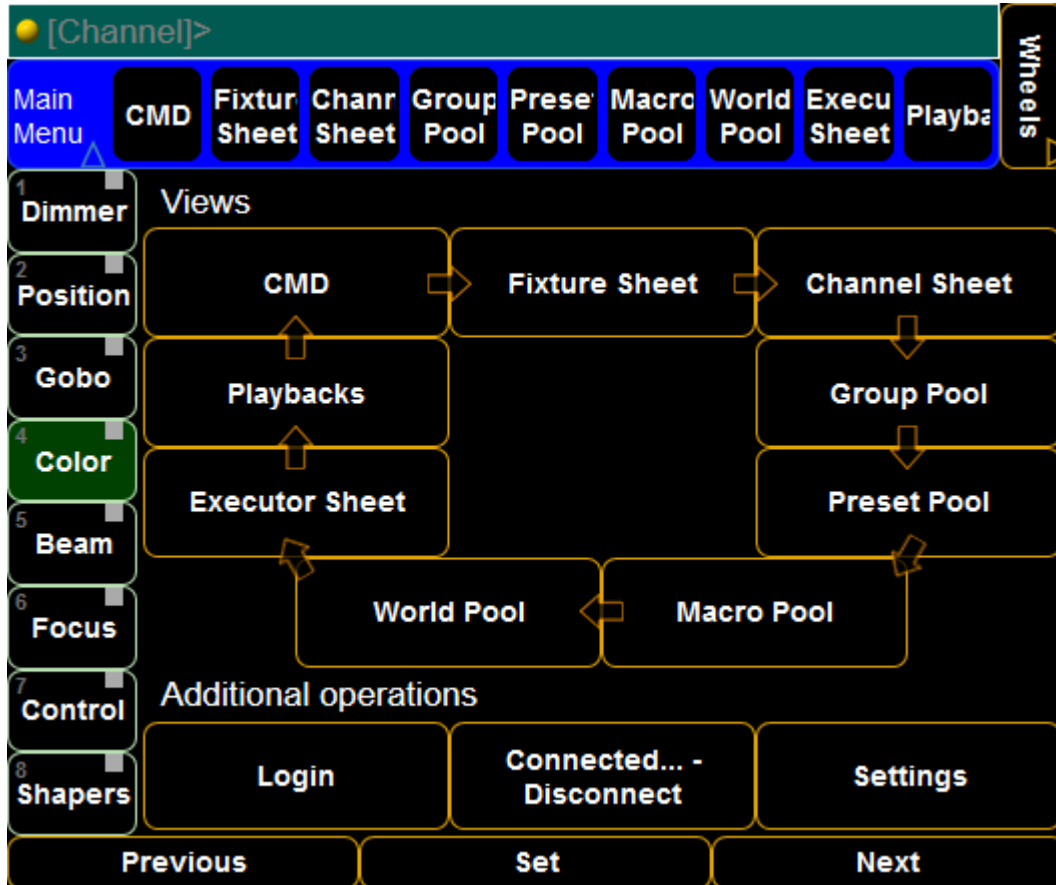 [Channel]>
Wheels
Main
Menu
CMD
Fixtur
Sheet
Chanr
Sheet
Group
Pool
Prese
Pool
Macro
Pool
World
Pool
Execu
Sheet
Playba
1
Dimmer
2
Position
3
Gobo
4
Color
5
Beam
6
Focus
7
Control
8
Shapers
Views
CMD
Fixture Sheet
Channel Sheet
Playbacks
Group Pool
Executor Sheet
Preset Pool
World Pool
Macro Pool
Additional operations
Login
Connected... -
Disconnect
Settings
Previous
Set
Next